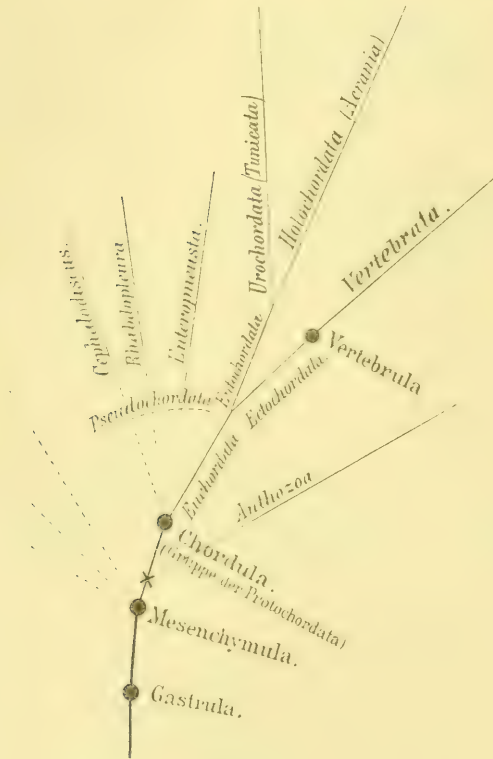 Urochordata (Tunicata)
Holochordata (Acrania)
Vertebrata.
Cephalodiscus.
Rhabdopleura
Enteropneusta.
Pseudochordata
Vertebrula
Euchordata
Ectochordata.
Anthozoa
Chordula.
(Gruppe der Protochordata)
Mesenchymula.
Gastrula.